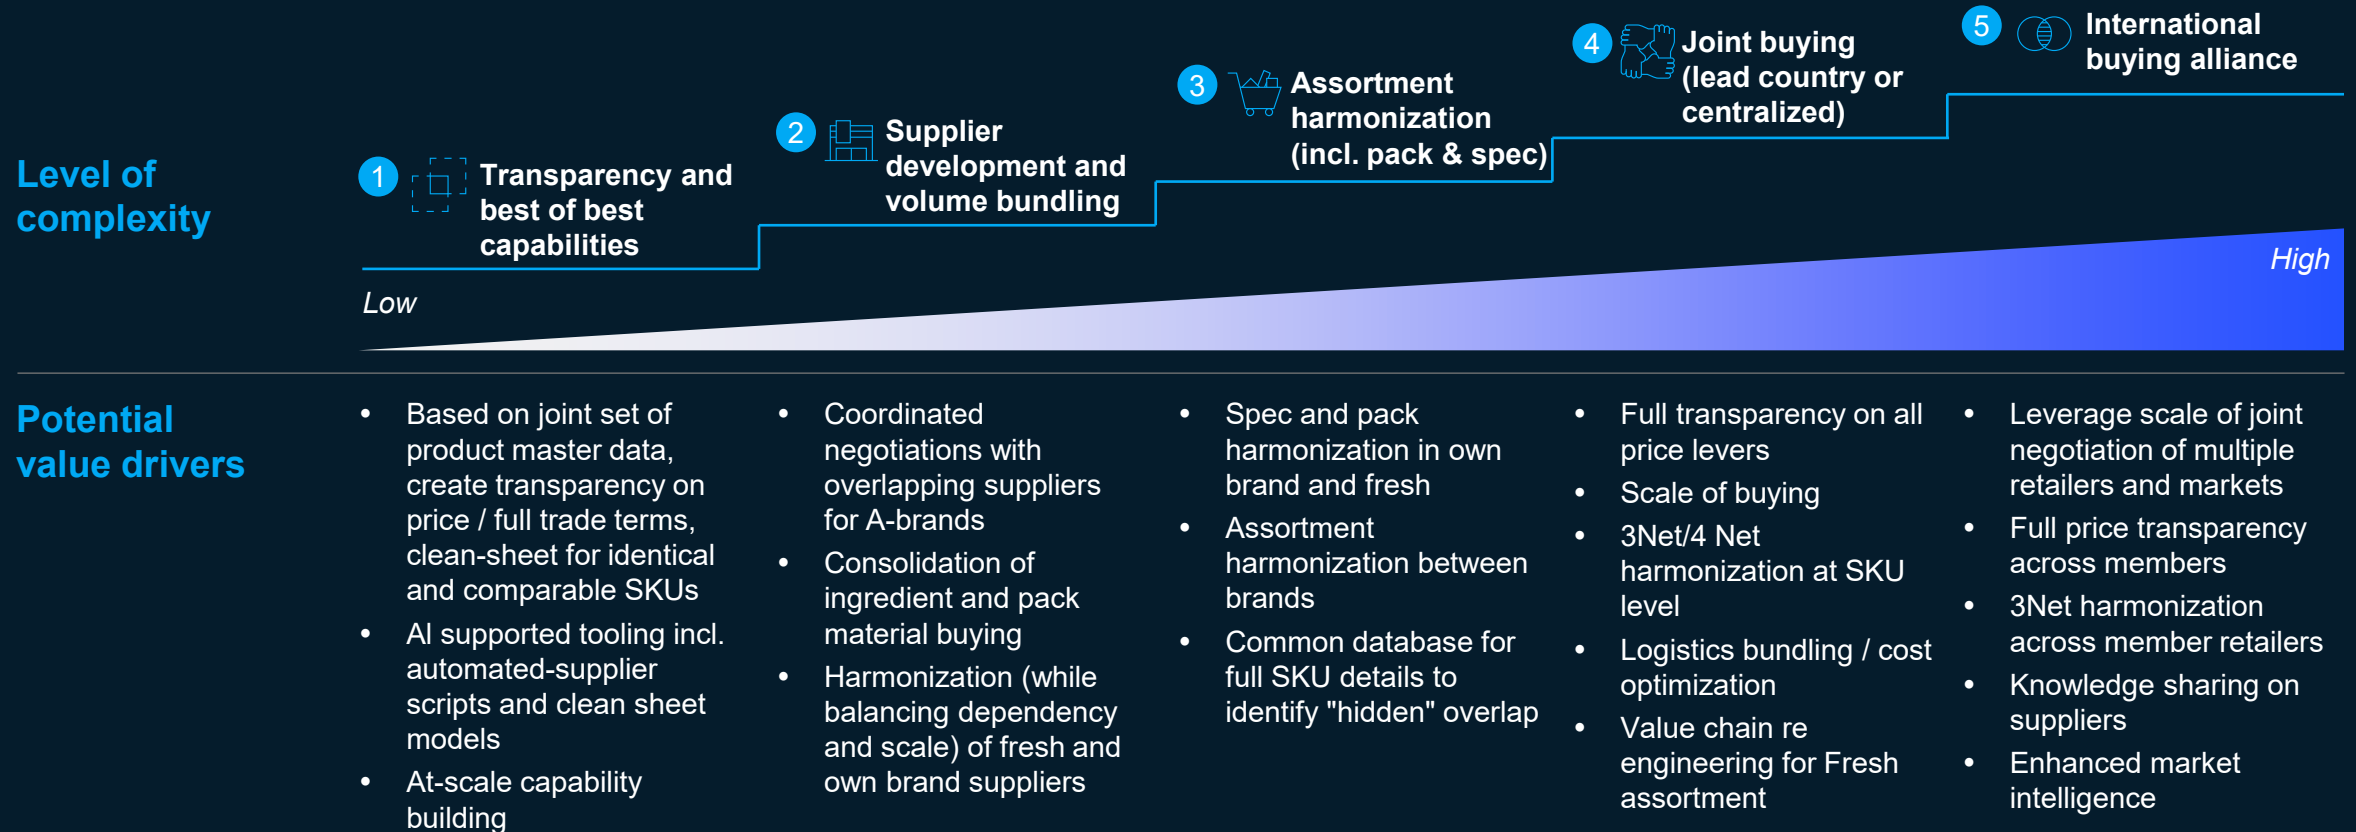 Level of
complexity
1
Transparency and
best of best
capabilities
2
Supplier
development and
volume bundling
3
Assortment
harmonization
(incl. pack & spec)
4
Joint buying
(lead country or
centralized)
5
International
buying alliance
Low
High
Potential
value drivers
• Based on joint set of
product master data,
create transparency on
price / full trade terms,
clean-sheet for identical
and comparable SKUs
• AI supported tooling incl.
automated-supplier
scripts and clean sheet
models
• At-scale capability
building
• Coordinated
negotiations with
overlapping suppliers
for A-brands
• Consolidation of
ingredient and pack
material buying
• Harmonization (while
balancing dependency
and scale) of fresh and
own brand suppliers
• Spec and pack
harmonization in own
brand and fresh
• Assortment
harmonization between
brands
• Common database for
full SKU details to
identify "hidden" overlap
• Full transparency on all
price levers
• Scale of buying
• 3Net/4 Net
harmonization at SKU
level
• Logistics bundling / cost
optimization
• Value chain re
engineering for Fresh
assortment
• Leverage scale of joint
negotiation of multiple
retailers and markets
• Full price transparency
across members
• 3Net harmonization
across member retailers
• Knowledge sharing on
suppliers
• Enhanced market
intelligence